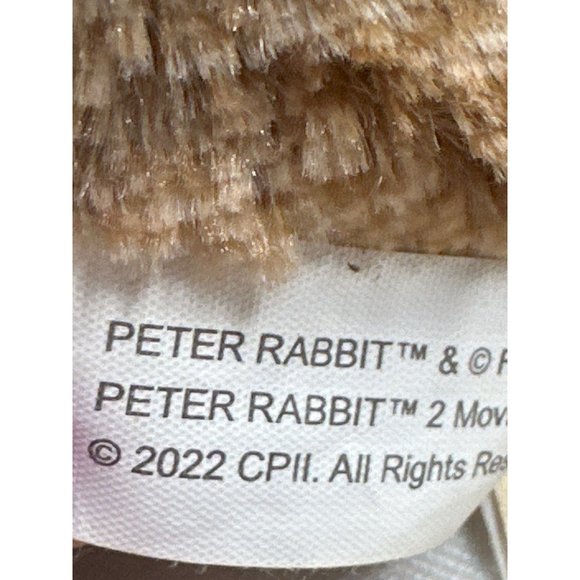 PETER RABBIT™ & ©
PETER RABBIT™ 2
© 2022 CPII. All Rights